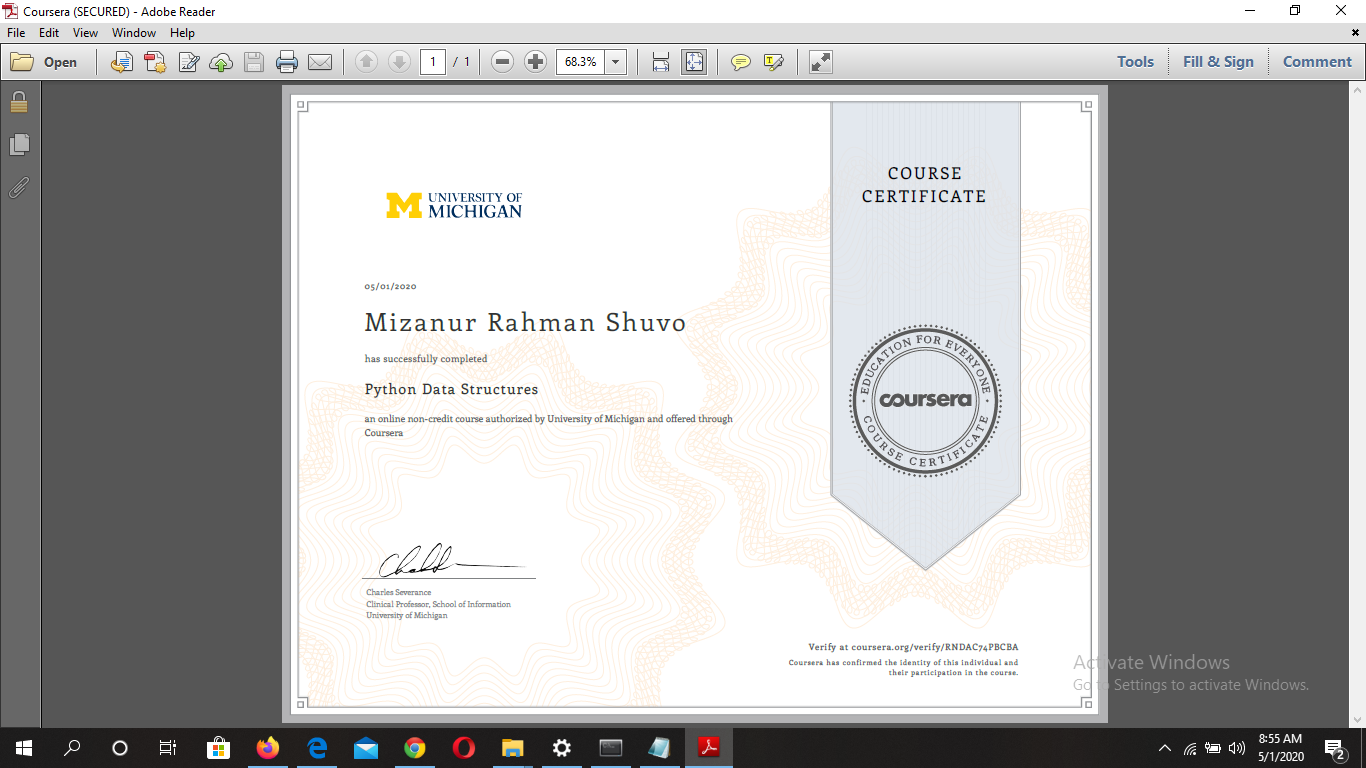 Coursera (SECURED) - Adobe Reader
File Edit View Window Help
Open
1 / 1
68.3%
Tools
Fill & Sign
Comment
COURSE
CERTIFICATE
UNIVERSITY OF
MICHIGAN
05/01/2020
Mizanur Rahman Shuvo
has successfully completed
Python Data Structures
an online non-credit course authorized by University of Michigan and offered through
Coursera
EDUCATION FOR EVERYONE
coursera
COURSE CERTIFICATE
Charles Severance
Clinical Professor, School of Information
University of Michigan
Verify at coursera.org/verify/RNDAC74PBCBA
Coursera has confirmed the identity of this individual and
their participation in the course.
Activate Windows
Go to Settings to activate Windows.
8:55 AM
5/1/2020
2